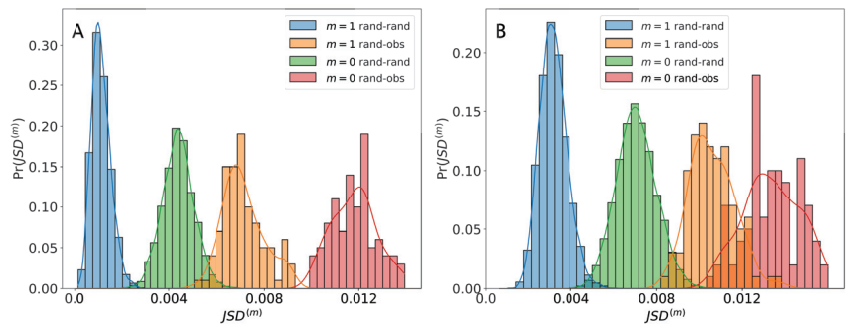 A
m = 1 rand-rand
m = 1 rand-obs
m = 0 rand-rand
m = 0 rand-obs
Pr(JSD^(m))
0.30
0.25
0.20
0.15
0.10
0.05
0.00
0.0
0.004
0.008
0.012
JSD^(m)
B
m = 1 rand-rand
m = 1 rand-obs
m = 0 rand-rand
m = 0 rand-obs
Pr(JSD^(m))
0.20
0.15
0.10
0.05
0.00
0.0
0.004
0.008
0.012
JSD^(m)